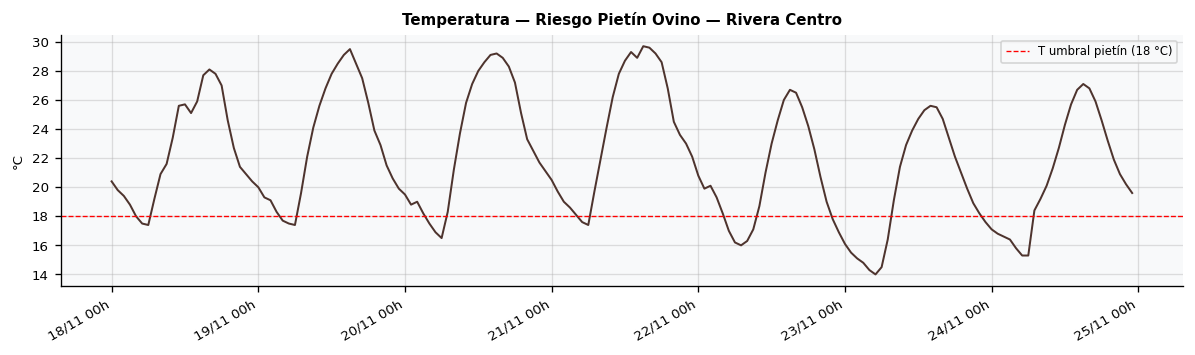 Temperatura — Riesgo Pietín Ovino — Rivera Centro
T umbral pietín (18 °C)
°C
30
28
26
24
22
20
18
16
14
18/11 00h
19/11 00h
20/11 00h
21/11 00h
22/11 00h
23/11 00h
24/11 00h
25/11 00h